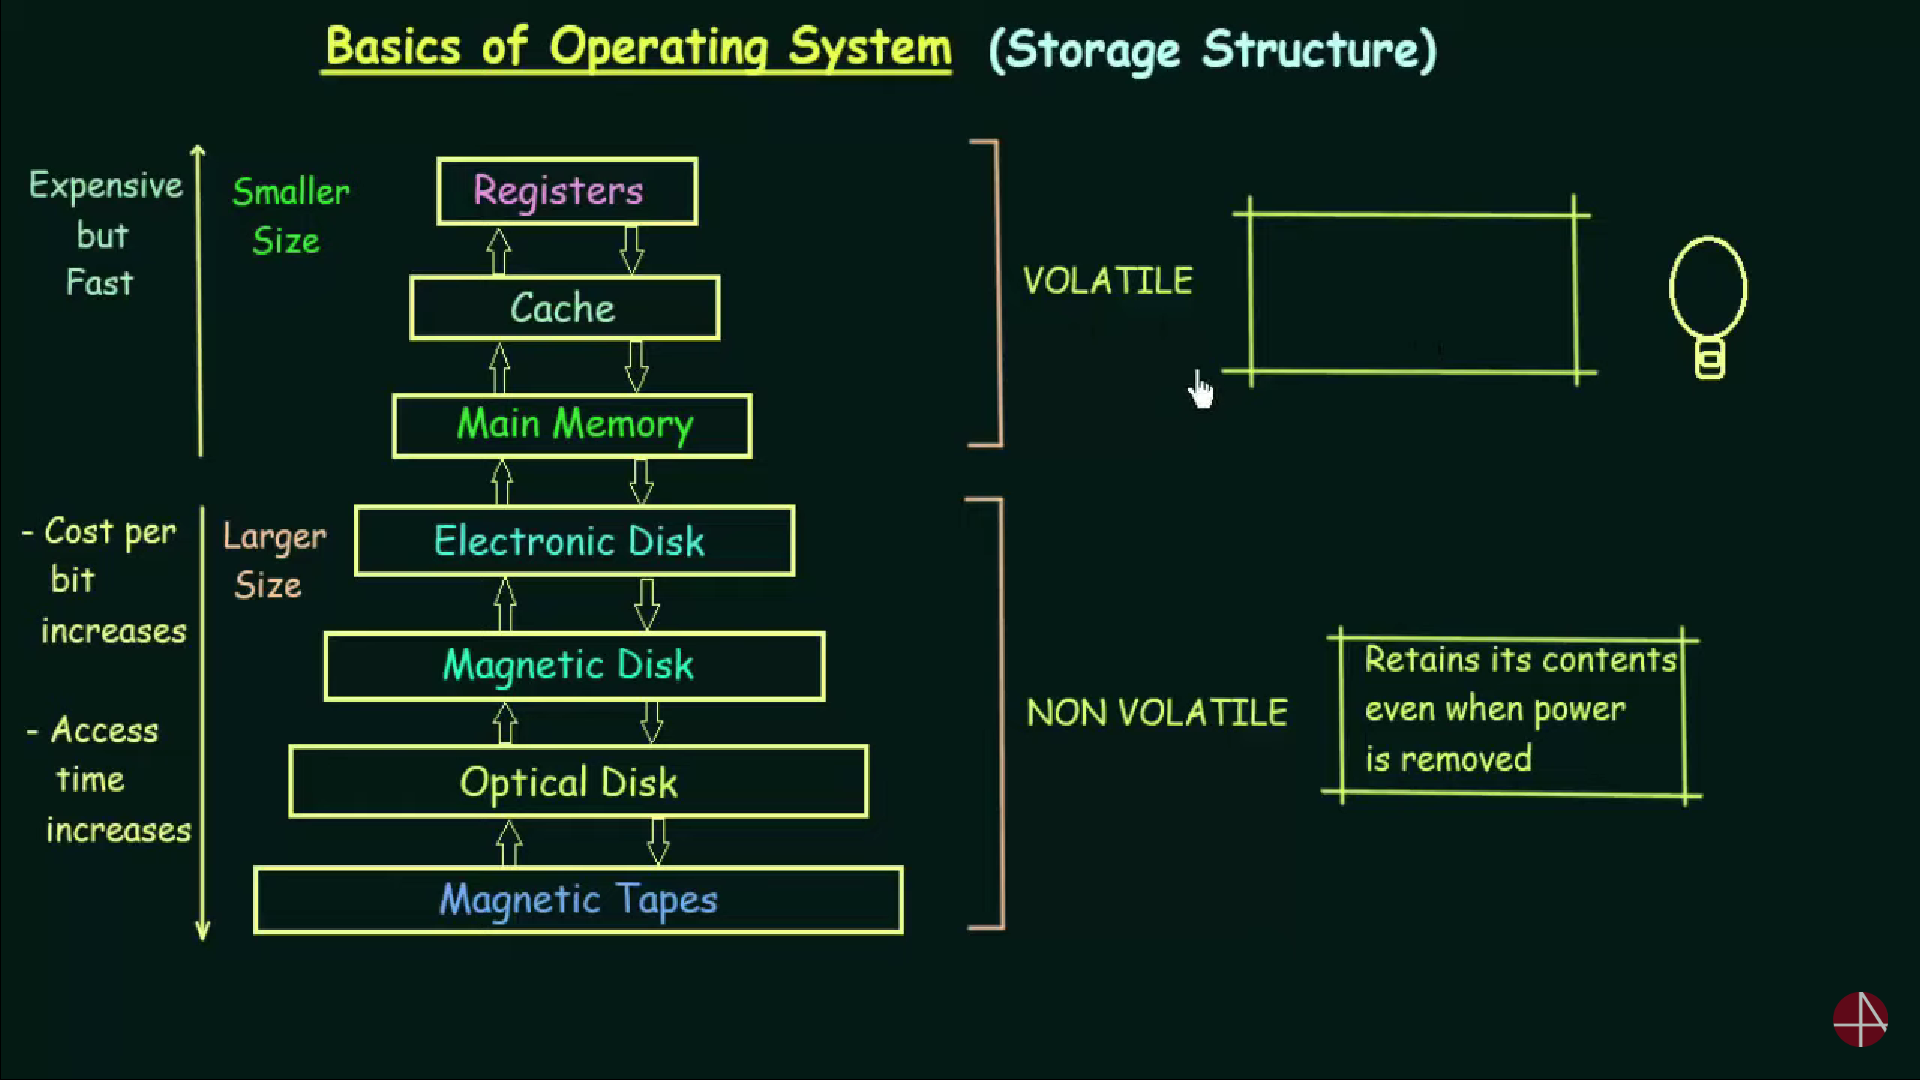 Basics of Operating System (Storage Structure)
Expensive
but
Fast
Smaller
Size
Registers
Cache
Main Memory
VOLATILE
- Cost per
bit
increases
- Access
time
increases
Larger
Size
Electronic Disk
Magnetic Disk
Optical Disk
Magnetic Tapes
NON VOLATILE
Retains its contents
even when power
is removed